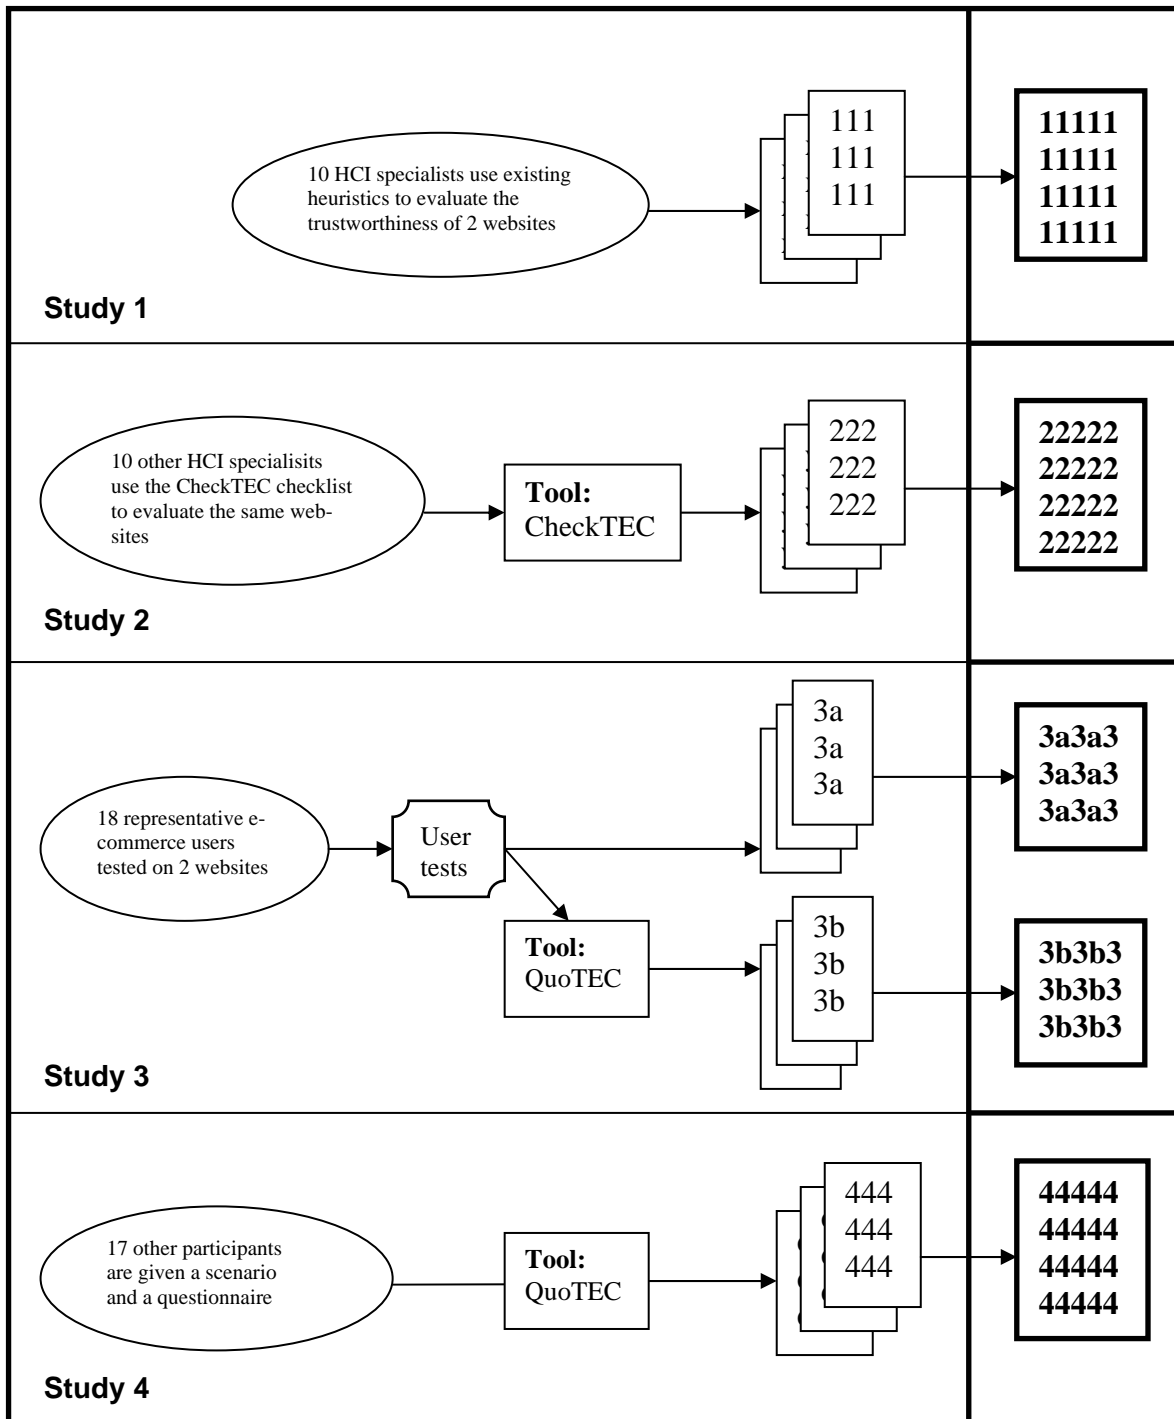 10 HCI specialists use existing
heuristics to evaluate the
trustworthiness of 2 websites
111
111
111
11111
11111
11111
11111
Study 1
10 other HCI specialisits
use the CheckTEC checklist
to evaluate the same web-
sites
Tool:
CheckTEC
222
222
222
22222
22222
22222
22222
Study 2
18 representative e-
commerce users
tested on 2 websites
User
tests
3a
3a
3a
3a3a3
3a3a3
3a3a3
Tool:
QuoTEC
3b
3b
3b
3b3b3
3b3b3
3b3b3
Study 3
17 other participants
are given a scenario
and a questionnaire
Tool:
QuoTEC
444
444
444
44444
44444
44444
44444
Study 4